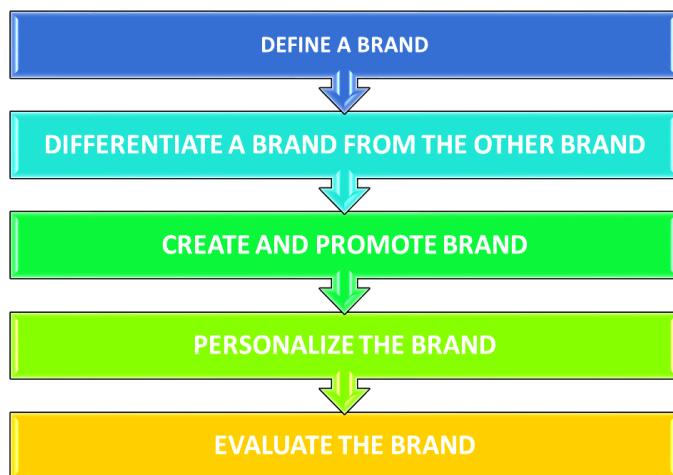 DEFINE A BRAND
DIFFERENTIATE A BRAND FROM THE OTHER BRAND
CREATE AND PROMOTE BRAND
PERSONALIZE THE BRAND
EVALUATE THE BRAND